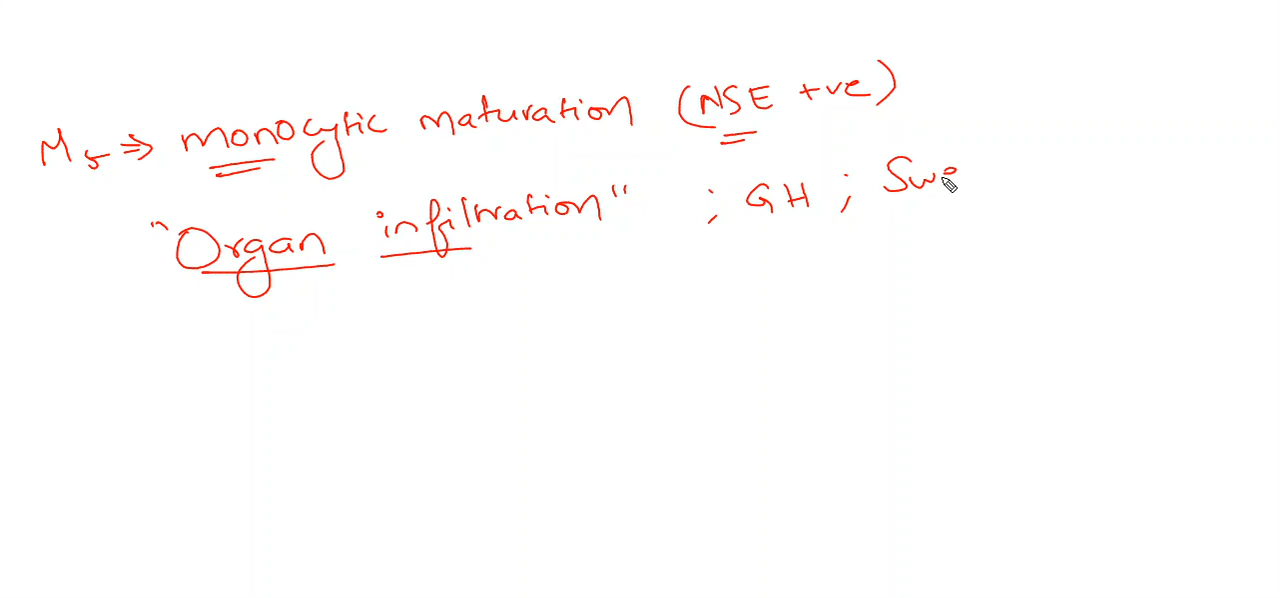 M5 ⇒ monocytic maturation (NSE +ve)
"Organ infiltration" ; GH ; Sw